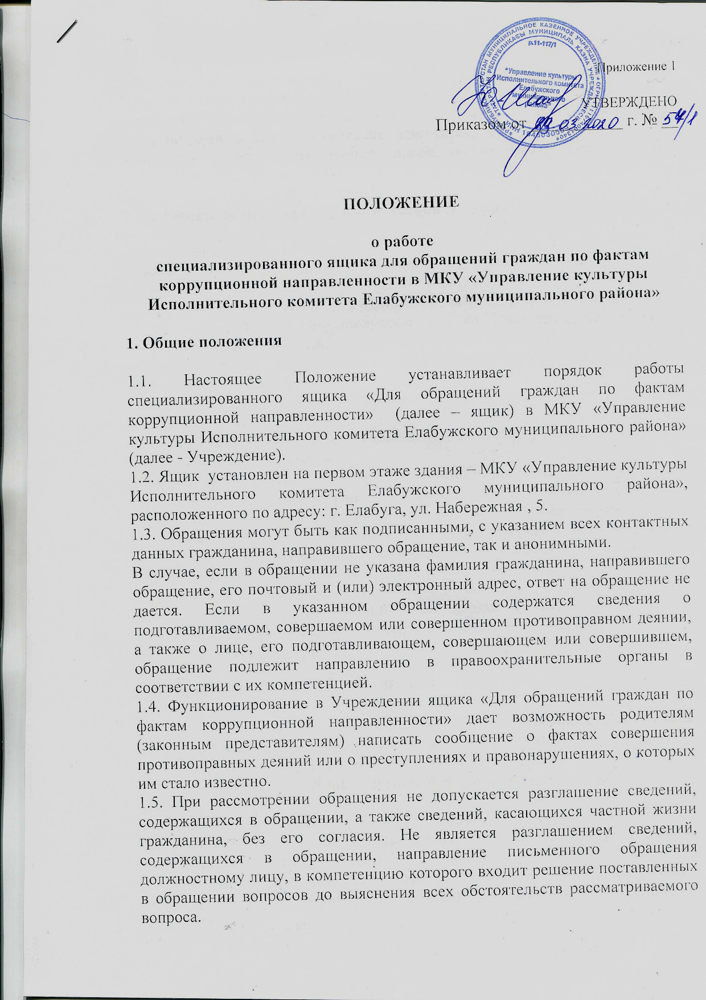 Приложение 1
"Управление культуры
Исполнительного комитета
Елабужского
муниципального
района"
УТВЕРЖДЕНО
Приказом от 03 2020 г. № 54/1
ПОЛОЖЕНИЕ
о работе
специализированного ящика для обращений граждан по фактам
коррупционной направленности в МКУ «Управление культуры
Исполнительного комитета Елабужского муниципального района»
1. Общие положения
1.1. Настоящее Положение устанавливает порядок работы
специализированного ящика «Для обращений граждан по фактам
коррупционной направленности» (далее – ящик) в МКУ «Управление
культуры Исполнительного комитета Елабужского муниципального района»
(далее - Учреждение).
1.2. Ящик установлен на первом этаже здания – МКУ «Управление культуры
Исполнительного комитета Елабужского муниципального района»,
расположенного по адресу: г. Елабуга, ул. Набережная , 5.
1.3. Обращения могут быть как подписанными, с указанием всех контактных
данных гражданина, направившего обращение, так и анонимными.
В случае, если в обращении не указана фамилия гражданина, направившего
обращение, его почтовый и (или) электронный адрес, ответ на обращение не
дается. Если в указанном обращении содержатся сведения о
подготавливаемом, совершаемом или совершенном противоправном деянии,
а также о лице, его подготавливающем, совершающем или совершившем,
обращение подлежит направлению в правоохранительные органы в
соответствии с их компетенцией.
1.4. Функционирование в Учреждении ящика «Для обращений граждан по
фактам коррупционной направленности» дает возможность родителям
(законным представителям) написать сообщение о фактах совершения
противоправных деяний или о преступлениях и правонарушениях, о которых
им стало известно.
1.5. При рассмотрении обращения не допускается разглашение сведений,
содержащихся в обращении, а также сведений, касающихся частной жизни
гражданина, без его согласия. Не является разглашением сведений,
содержащихся в обращении, направление письменного обращения
должностному лицу, в компетенцию которого входит решение поставленных
в обращении вопросов до выяснения всех обстоятельств рассматриваемого
вопроса.